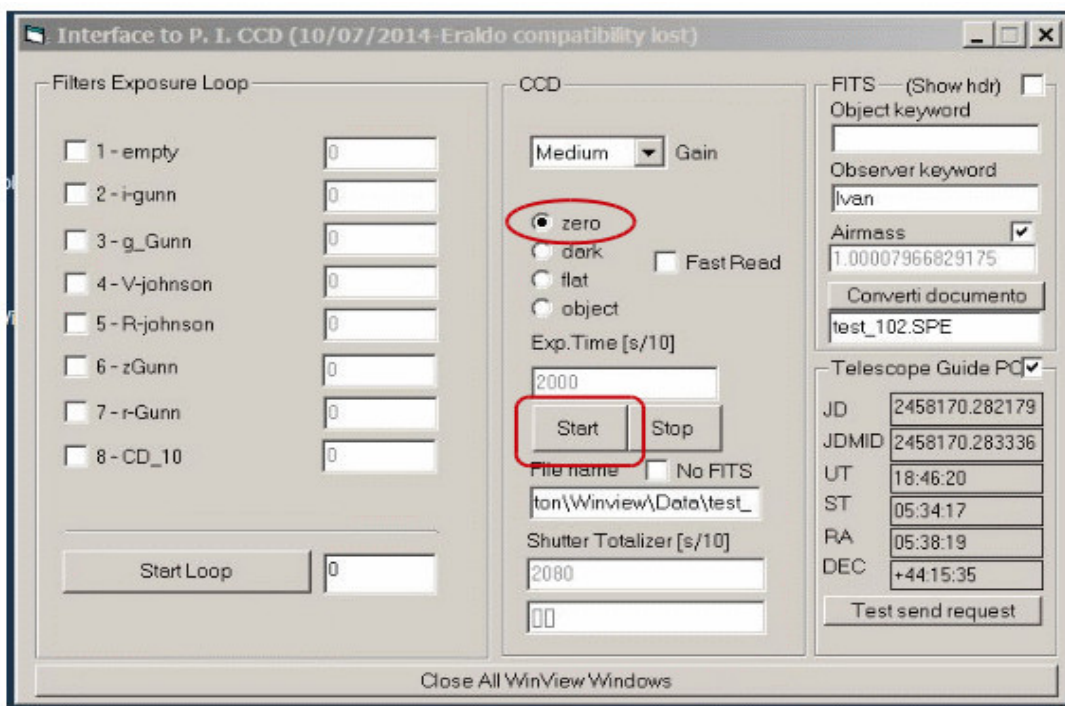 Interface to P. I. CCD (10/07/2014-Eraldo compatibility lost)
Filters Exposure Loop
1 - empty 0
2 - i-gunn 0
3 - g_Gunn 0
4 - V-johnson 0
5 - R-johnson 0
6 - zGunn 0
7 - r-Gunn 0
8 - CD_10 0
Start Loop 0
CCD
Medium Gain
zero
dark
Fast Read
flat
object
Exp.Time [s/10]
2000
Start Stop
File name No FITS
ton\Winview\Data\test_
Shutter Totalizer [s/10]
2080
FITS (Show hdr)
Object keyword
Observer keyword
Ivan
Airmass
1.00007966829175
Converti documento
test_102.SPE
Telescope Guide PC
JD 2458170.282179
JDMID 2458170.283336
UT 18:46:20
ST 05:34:17
RA 05:38:19
DEC +44:15:35
Test send request
Close All WinView Windows